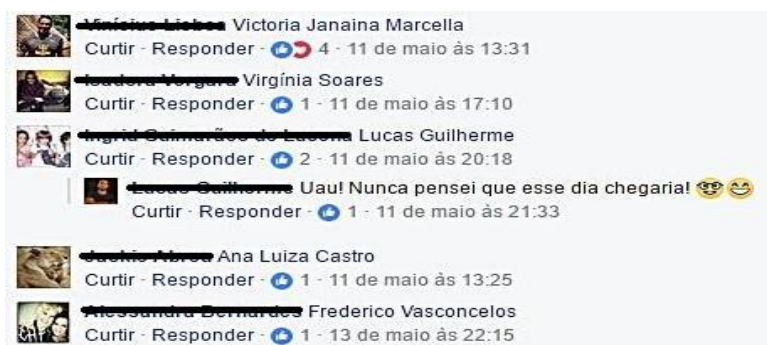 Victoria Janaina Marcella
Curtir · Responder · 4 · 11 de maio às 13:31
Virgínia Soares
Curtir · Responder · 1 · 11 de maio às 17:10
Lucas Guilherme
Curtir · Responder · 2 · 11 de maio às 20:18
Uau! Nunca pensei que esse dia chegaria!
Curtir · Responder · 1 · 11 de maio às 21:33
Ana Luiza Castro
Curtir · Responder · 1 · 11 de maio às 13:25
Frederico Vasconcelos
Curtir · Responder · 1 · 13 de maio às 22:15